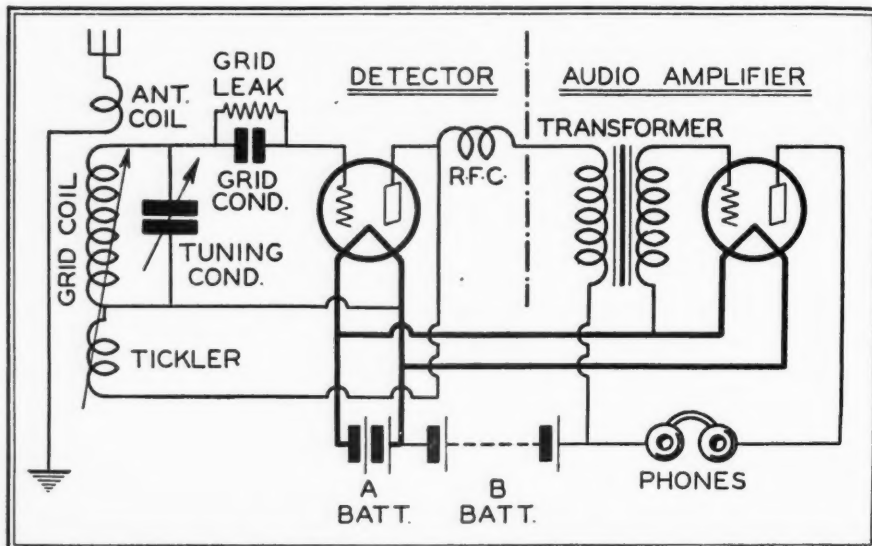 GRID
LEAK
DETECTOR
AUDIO AMPLIFIER
ANT.
COIL
TRANSFORMER
R.F.C.
GRID
COND.
GRID COIL
TUNING
COND.
TICKLER
A
BATT.
B
BATT.
PHONES